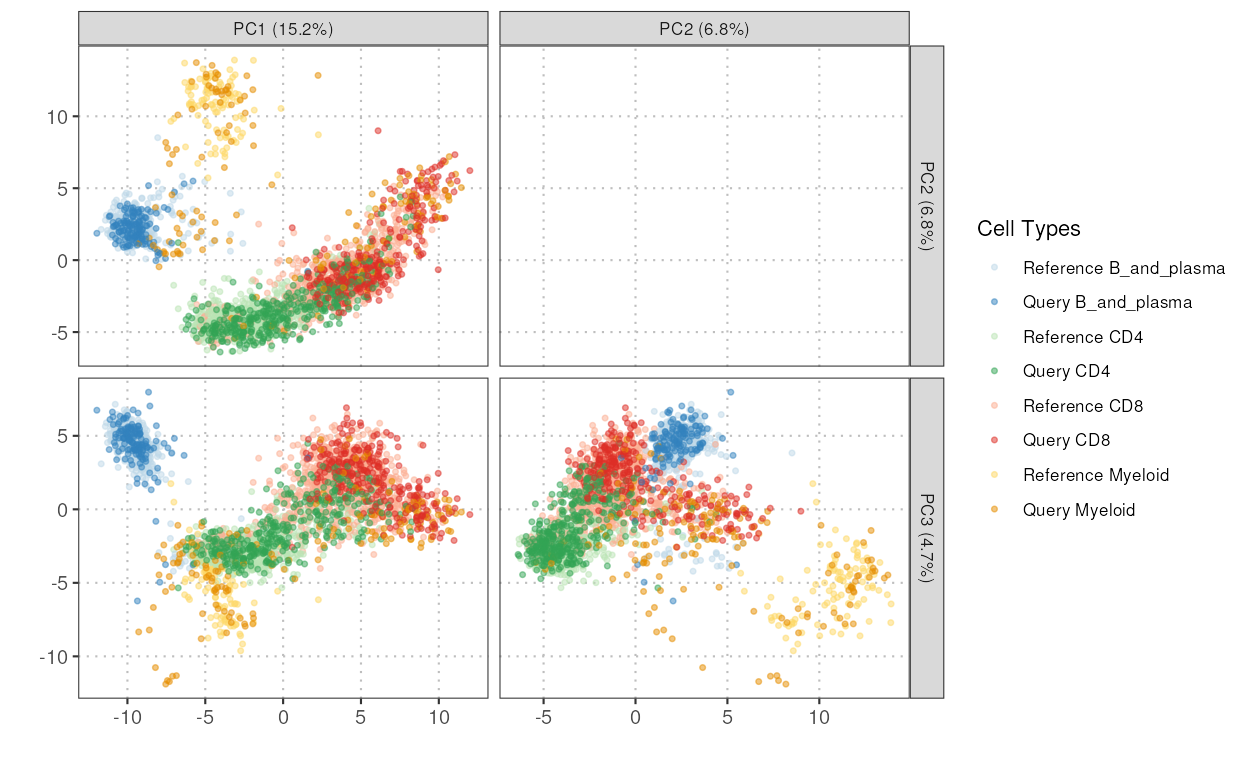 PC1 (15.2%)
PC2 (6.8%)
10
5
0
-5
PC2 (6.8%)
5
0
-5
-10
PC3 (4.7%)
-10
-5
0
5
10
-5
0
5
10
Cell Types
Reference B_and_plasma
Query B_and_plasma
Reference CD4
Query CD4
Reference CD8
Query CD8
Reference Myeloid
Query Myeloid